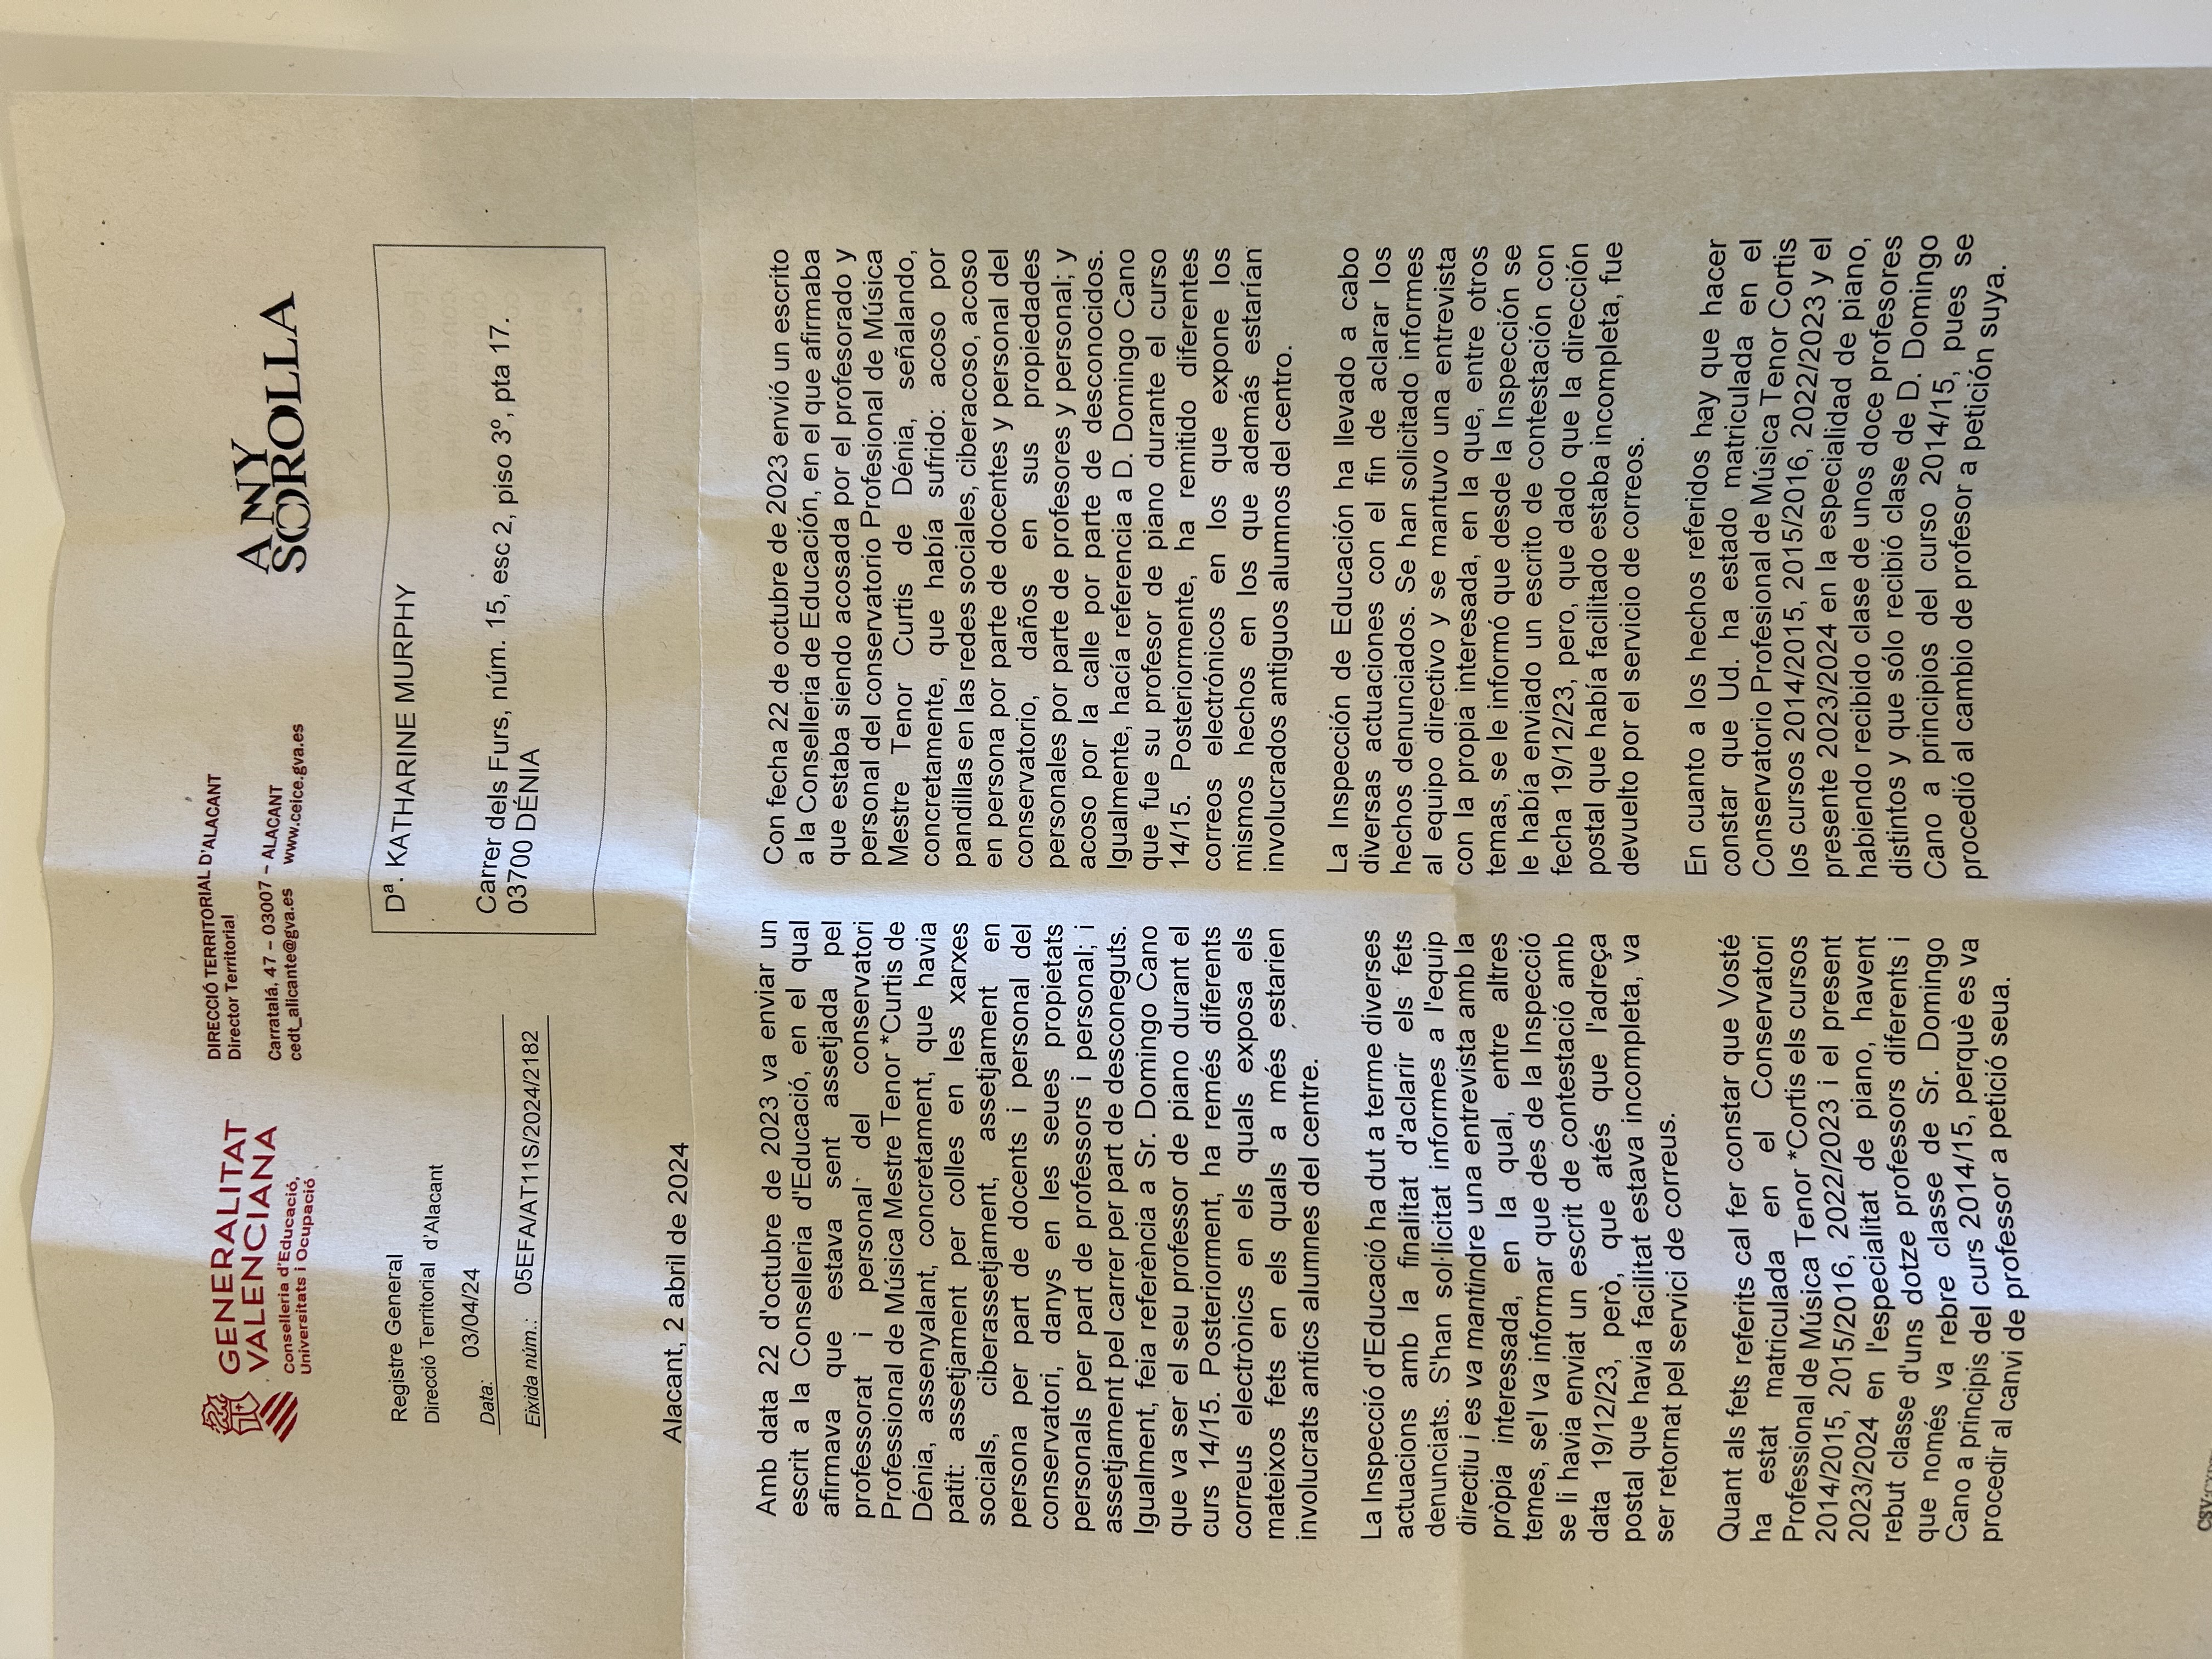 GENERALITAT
VALENCIANA
Conselleria d'Educació,
Universitats i Ocupació
DIRECCIÓ TERRITORIAL D'ALACANT
Director Territorial
Carratalá, 47 – 03007 – ALACANT
cedt_alicante@gva.es www.ceice.gva.es
ANY
SOROLLA
Registre General
Direcció Territorial d'Alacant
Data: 03/04/24
Eixida núm.: 05EFA/AT11S/2024/2182
Dª. KATHARINE MURPHY
Carrer dels Furs, núm. 15, esc 2, piso 3º, pta 17.
03700 DÉNIA
Alacant, 2 abril de 2024
Amb data 22 d'octubre de 2023 va enviar un
escrit a la Conselleria d'Educació, en el qual
afirmava que estava sent assetjada pel
professorat i personal del conservatori
Professional de Música Mestre Tenor *Curtis de
Dénia, assenyalant, concretament, que havia
patit: assetjament per colles en les xarxes
socials, ciberassetjament, assetjament en
persona per part de docents i personal del
conservatori, danys en les seues propietats
personals per part de professors i personal; i
assetjament pel carrer per part de desconeguts.
Igualment, feia referència a Sr. Domingo Cano
que va ser el seu professor de piano durant el
curs 14/15. Posteriorment, ha remés diferents
correus electrònics en els quals exposa els
mateixos fets en els quals a més estarien
involucrats antics alumnes del centre.
La Inspecció d'Educació ha dut a terme diverses
actuacions amb la finalitat d'aclarir els fets
denunciats. S'han sol·licitat informes a l'equip
directiu i es va mantindre una entrevista amb la
pròpia interessada, en la qual, entre altres
temes, se'l va informar que des de la Inspecció
se li havia enviat un escrit de contestació amb
data 19/12/23, però, que atés que l'adreça
postal que havia facilitat estava incompleta, va
ser retornat pel servici de correus.
Quant als fets referits cal fer constar que Vosté
ha estat matriculada en el Conservatori
Professional de Música Tenor *Cortis els cursos
2014/2015, 2015/2016, 2022/2023 i el present
2023/2024 en l'especialitat de piano, havent
rebut classe d'uns dotze professors diferents i
que només va rebre classe de Sr. Domingo
Cano a principis del curs 2014/15, perquè es va
procedir al canvi de professor a petició seua.
Con fecha 22 de octubre de 2023 envió un escrito
a la Conselleria de Educación, en el que afirmaba
que estaba siendo acosada por el profesorado y
personal del conservatorio Profesional de Música
Mestre Tenor Curtis de Dénia, señalando,
concretamente, que había sufrido: acoso por
pandillas en las redes sociales, ciberacoso, acoso
en persona por parte de docentes y personal del
conservatorio, daños en sus propiedades
personales por parte de profesores y personal; y
acoso por la calle por parte de desconocidos.
Igualmente, hacía referencia a D. Domingo Cano
que fue su profesor de piano durante el curso
14/15. Posteriormente, ha remitido diferentes
correos electrónicos en los que expone los
mismos hechos en los que además estarían
involucrados antiguos alumnos del centro.
La Inspección de Educación ha llevado a cabo
diversas actuaciones con el fin de aclarar los
hechos denunciados. Se han solicitado informes
al equipo directivo y se mantuvo una entrevista
con la propia interesada, en la que, entre otros
temas, se le informó que desde la Inspección se
le había enviado un escrito de contestación con
fecha 19/12/23, pero, que dado que la dirección
postal que había facilitado estaba incompleta, fue
devuelto por el servicio de correos.
En cuanto a los hechos referidos hay que hacer
constar que Ud. ha estado matriculada en el
Conservatorio Profesional de Música Tenor Cortis
los cursos 2014/2015, 2015/2016, 2022/2023 y el
presente 2023/2024 en la especialidad de piano,
habiendo recibido clase de unos doce profesores
distintos y que sólo recibió clase de D. Domingo
Cano a principios del curso 2014/15, pues se
procedió al cambio de profesor a petición suya.